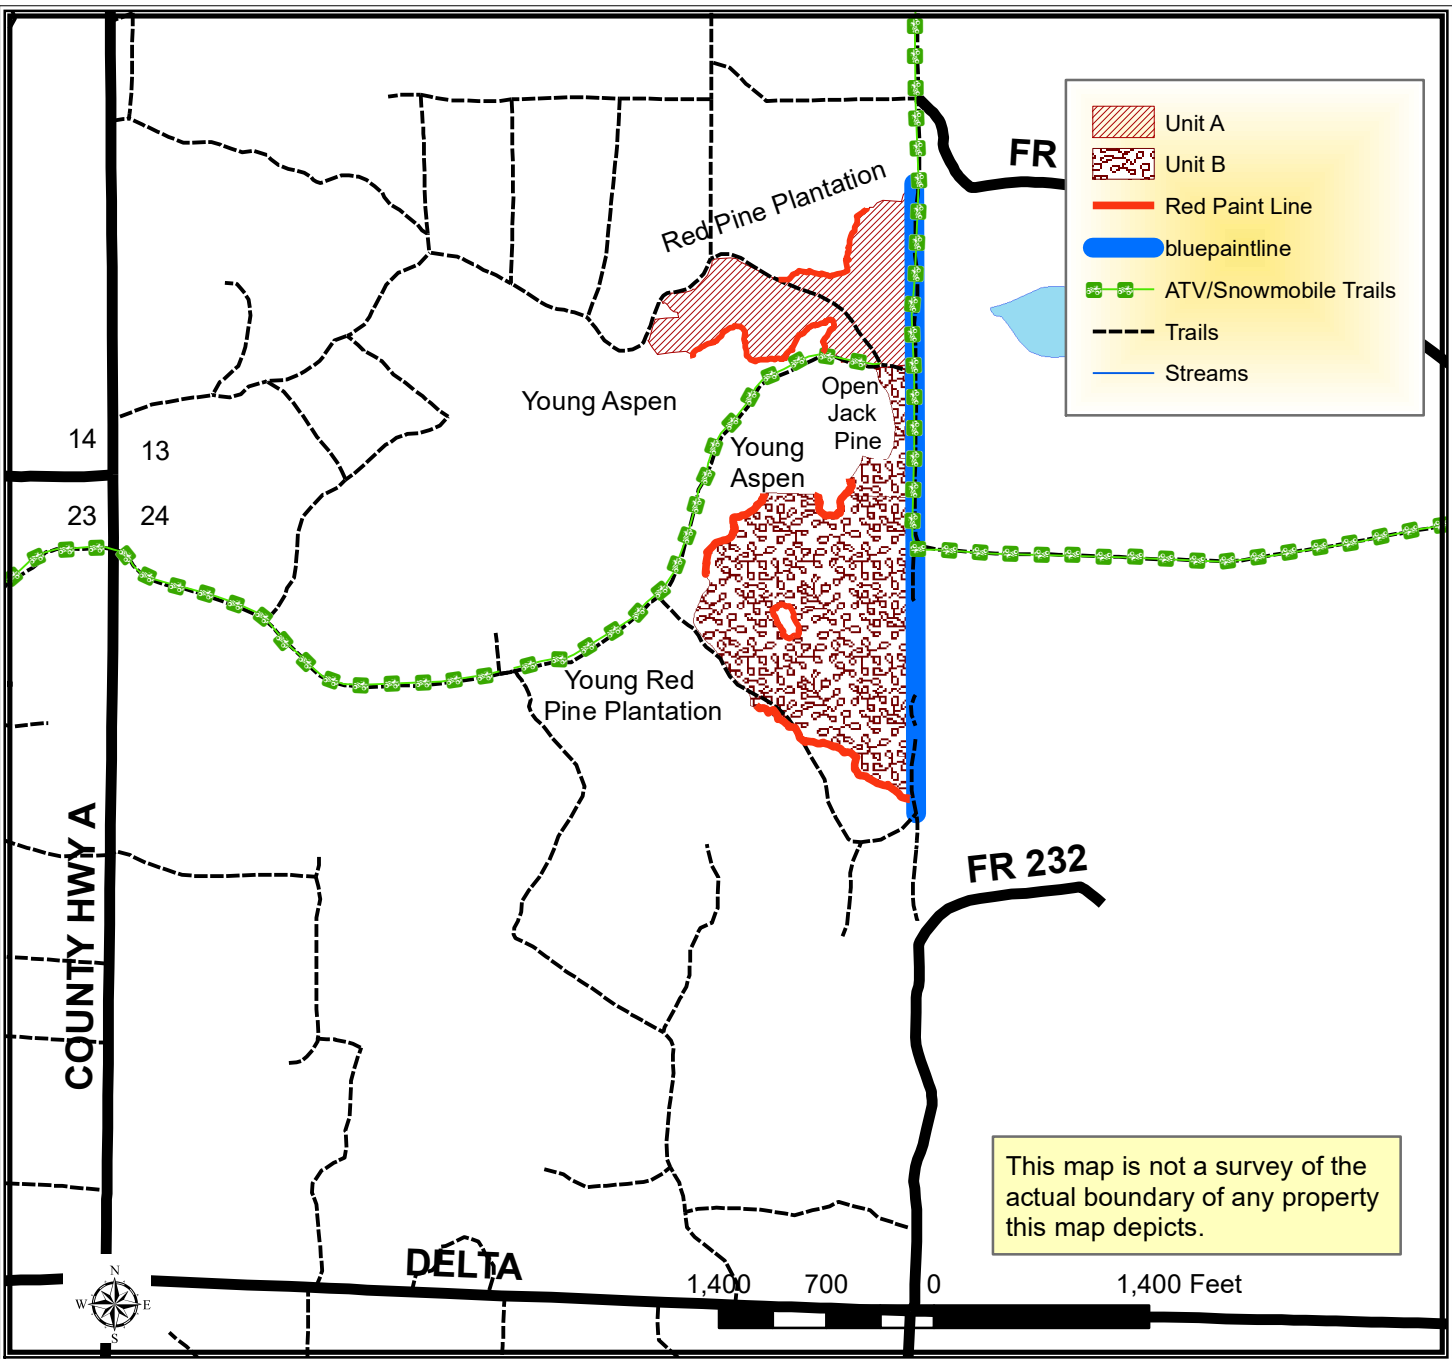 FR
Unit A
Unit B
Red Paint Line
bluepaintline
ATV/Snowmobile Trails
Trails
Streams
Red Pine Plantation
Young Aspen
Open
Jack
Pine
Young
Aspen
14
13
23
24
Young Red
Pine Plantation
COUNTY HWY A
FR 232
This map is not a survey of the
actual boundary of any property
this map depicts.
DELTA
N
W E
S
1,400 700 0 1,400 Feet